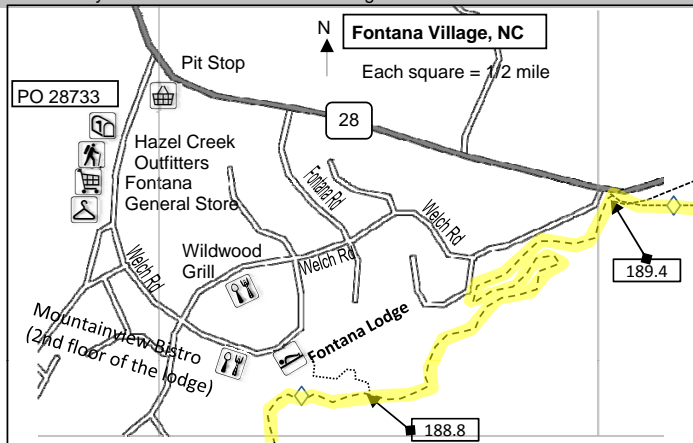 N
Fontana Village, NC
Each square = 1/2 mile
Pit Stop
PO 28733
28
Hazel Creek
Outfitters
Fontana
General Store
Fontana Rd
Welch Rd
Wildwood
Grill
Welch Rd
Welch Rd
189.4
Mountainview Bistro
(2nd floor of the lodge)
Fontana Lodge
188.8